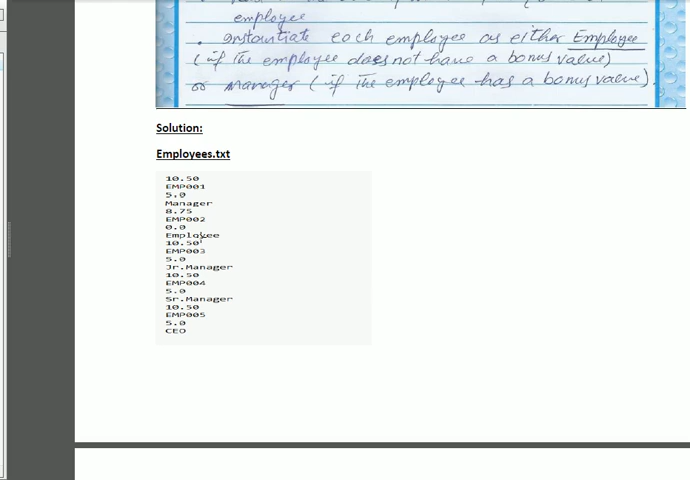 employee
. instantiate each employee as either Employee
(if the employee does not have a bonus value)
or Manager (if the employee has a bonus value).
Solution:
Employees.txt
10.50
EMP001
5.0
Manager
8.75
EMP002
0.0
Employee
10.50
EMP003
5.0
Jr.Manager
10.50
EMP004
5.0
Sr.Manager
10.50
EMP005
5.0
CEO